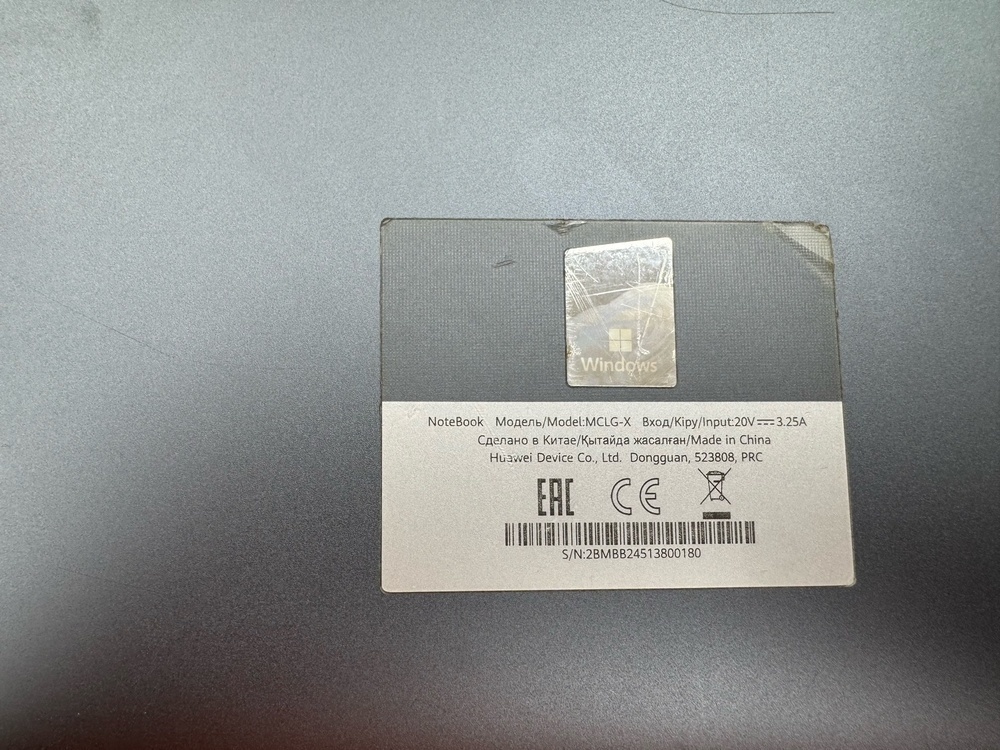 Windows
NoteBook Модель/Model:MCLG-X Вход/Кіру/Input:20V⎓3.25A
Сделано в Китае/Қытайда жасалған/Made in China
Huawei Device Co., Ltd. Dongguan, 523808, PRC
EAC CE
S/N:2BMBB24513800180